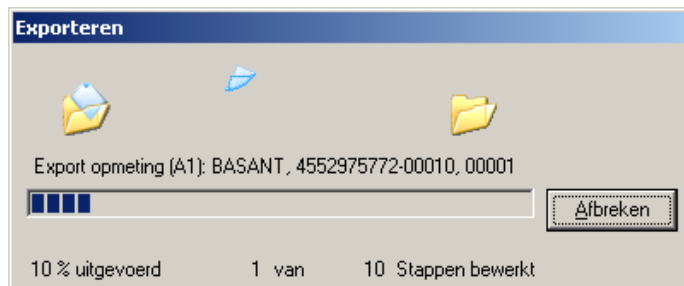 Exporteren
Export opmeting (A1): BASANT, 4552975772-00010, 00001
Afbreken
10 % uitgevoerd 1 van 10 Stappen bewerkt